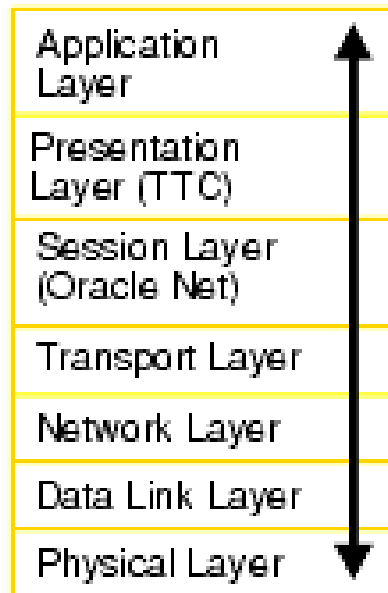 Application
Layer
Presentation
Layer (TTC)
Session Layer
(Oracle Net)
Transport Layer
Network Layer
Data Link Layer
Physical Layer